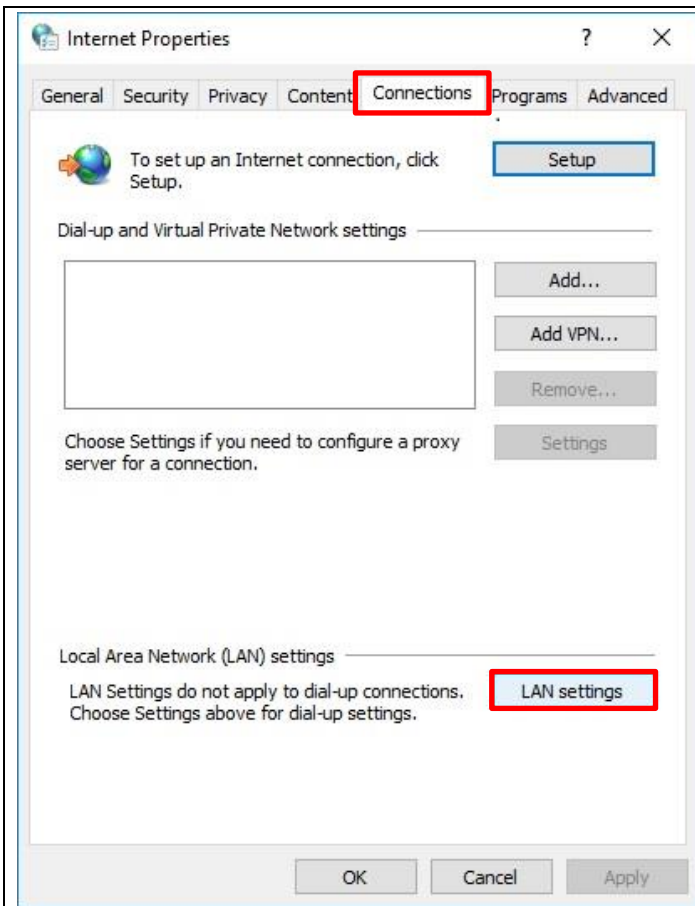 Internet Properties
?
General Security Privacy Content Connections Programs Advanced
To set up an Internet connection, click
Setup.
Setup
Dial-up and Virtual Private Network settings
Add...
Add VPN...
Remove...
Choose Settings if you need to configure a proxy
server for a connection.
Settings
Local Area Network (LAN) settings
LAN Settings do not apply to dial-up connections.
Choose Settings above for dial-up settings.
LAN settings
OK Cancel Apply